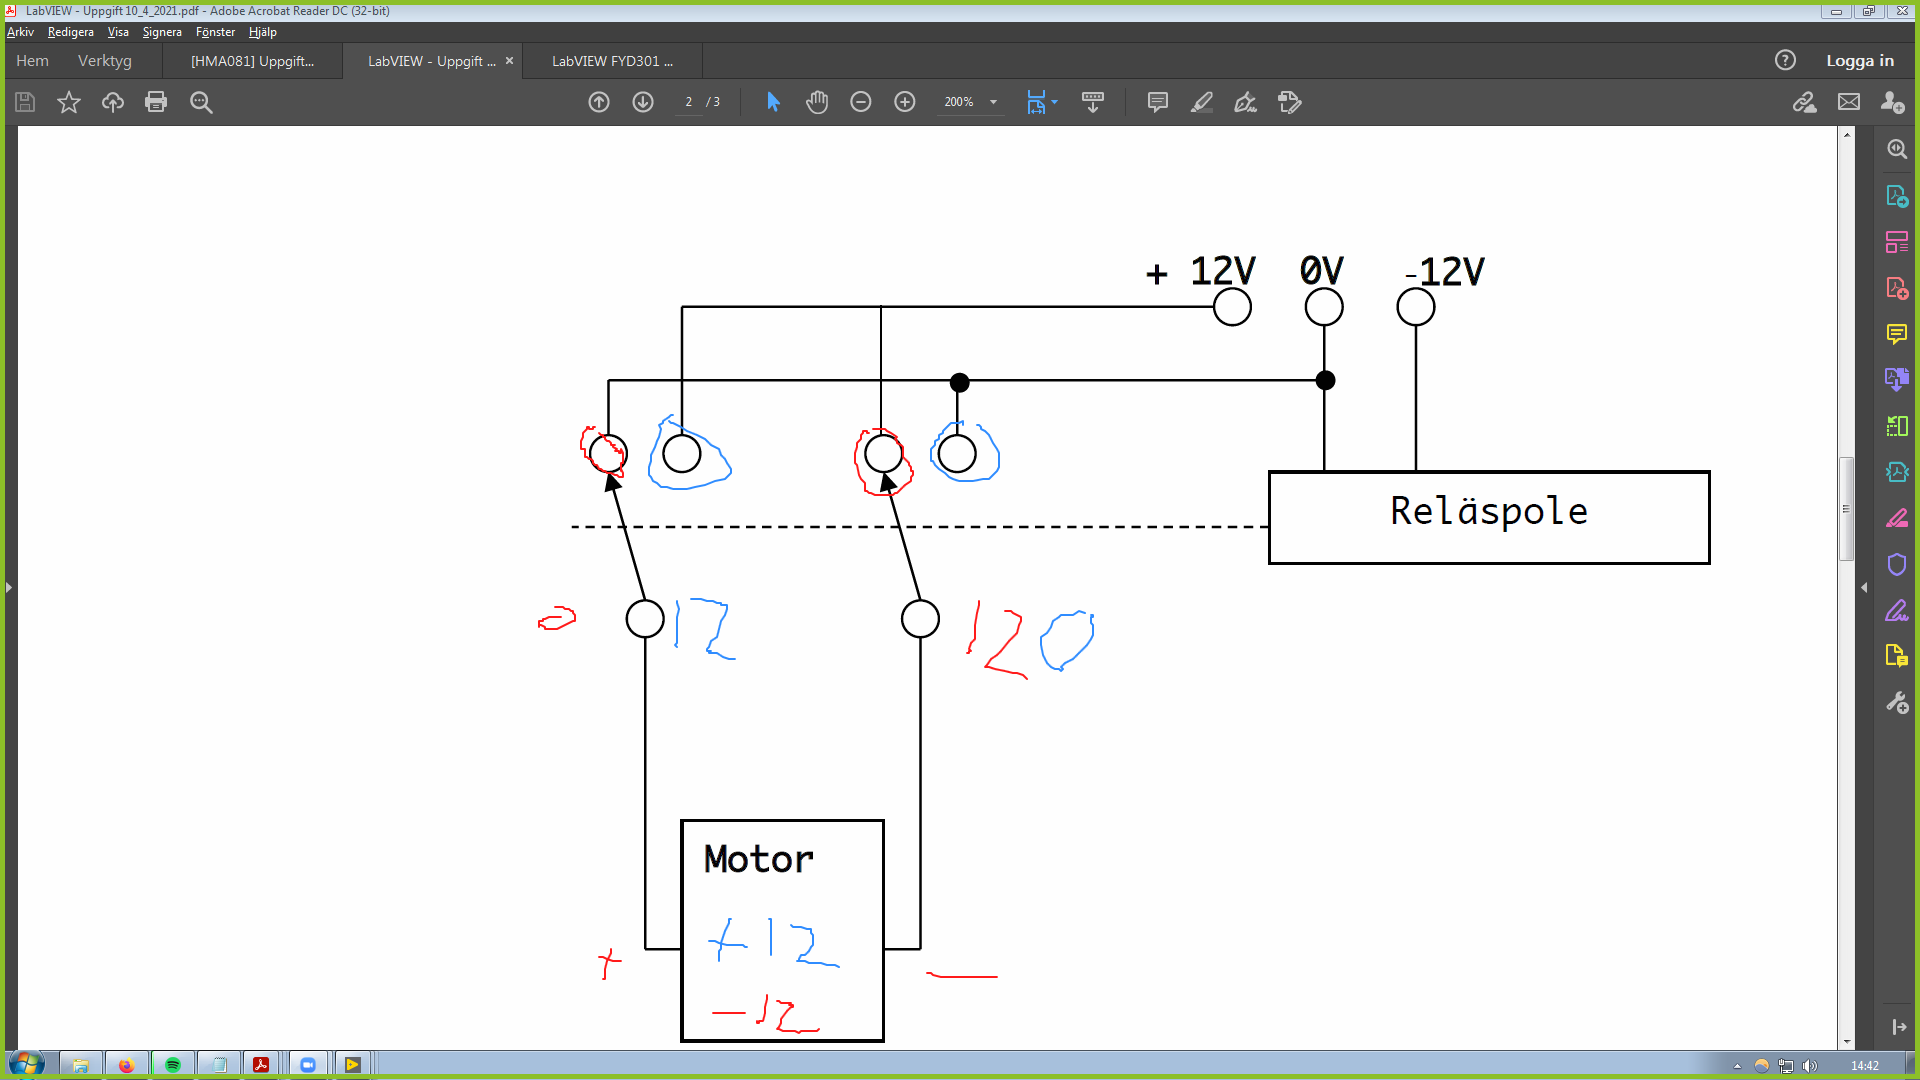 LabVIEW - Uppgift 10_4_2021.pdf - Adobe Acrobat Reader DC (32-bit)
Arkiv Redigera Visa Signera Fönster Hjälp
Hem Verktyg [HMA081] Uppgift... LabVIEW - Uppgift ... × LabVIEW FYD301 ... ? Logga in
2 / 3 200%
+ 12V 0V -12V
Reläspole
0 12 12 0
Motor
+12
+ —
-12
14:42